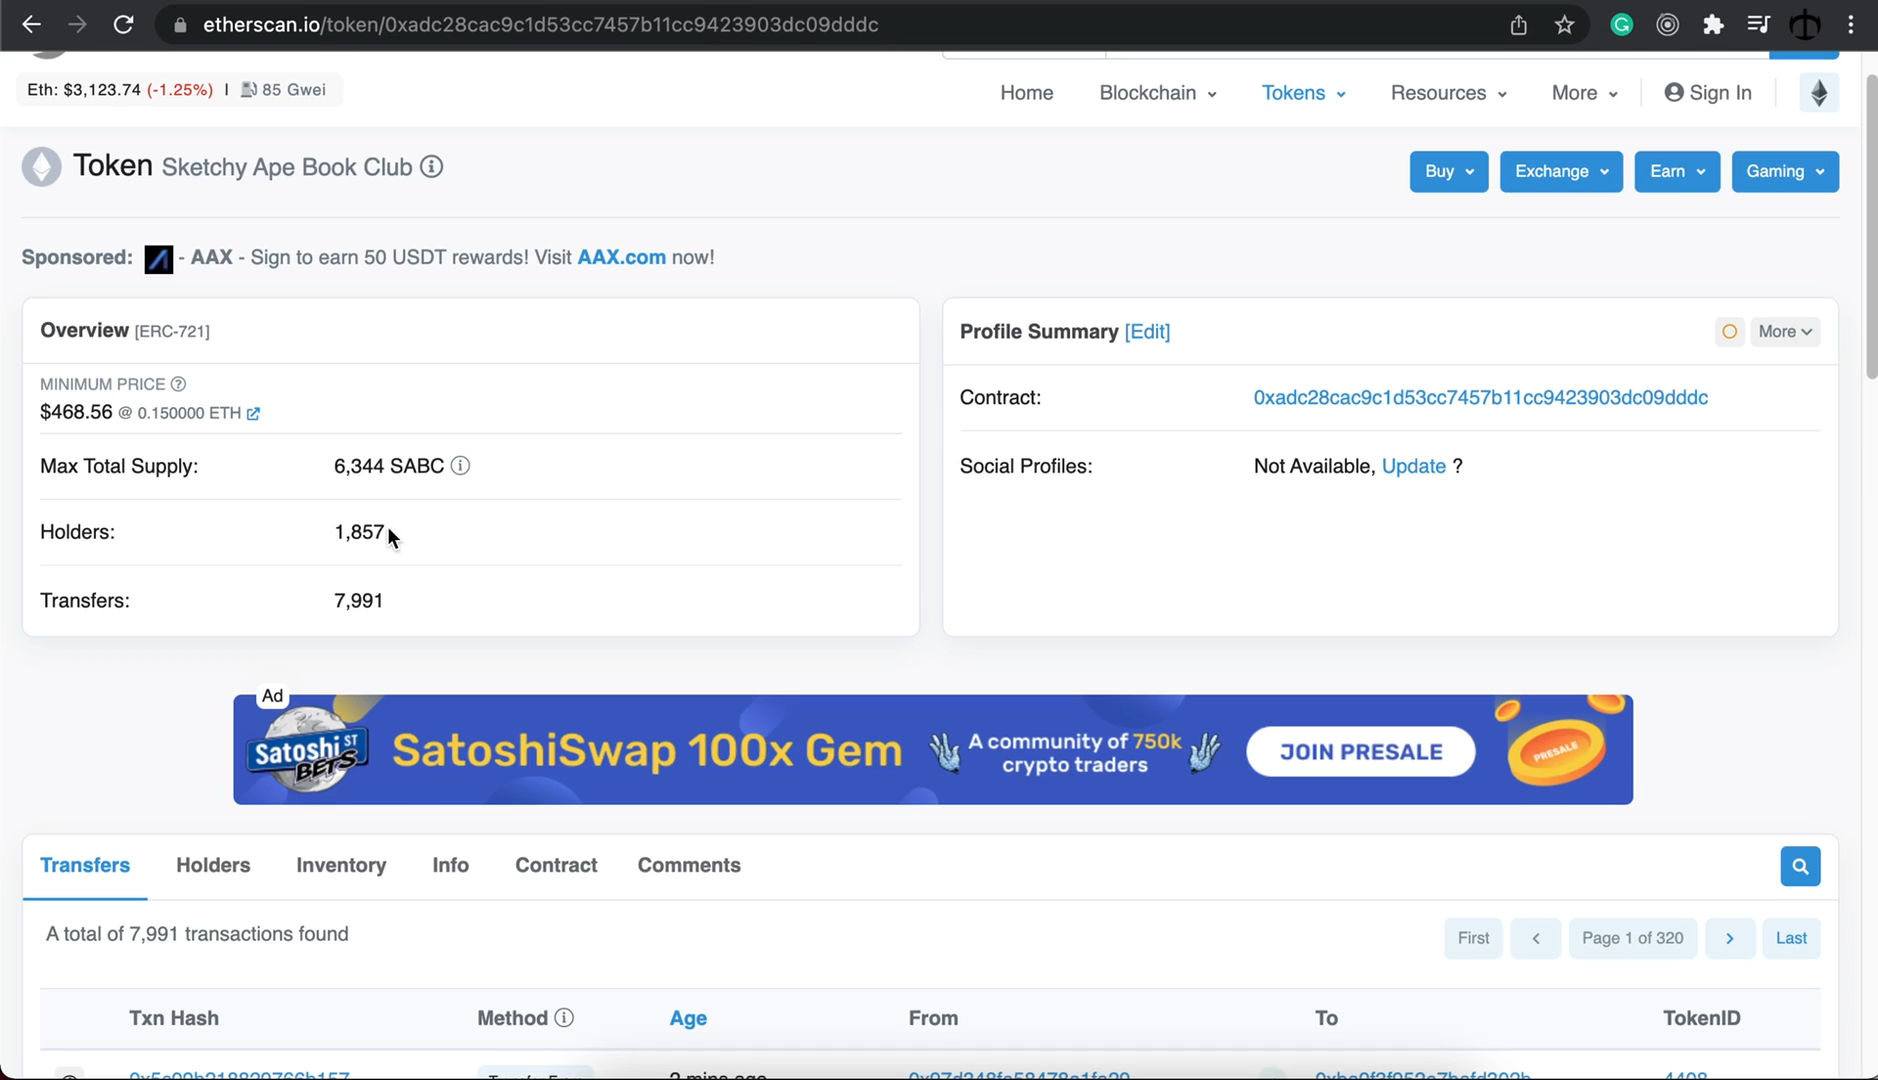 etherscan.io/token/0xadc28cac9c1d53cc7457b11cc9423903dc09dddc
Eth: $3,123.74 (-1.25%) | 85 Gwei
Home Blockchain Tokens Resources More Sign In
Token Sketchy Ape Book Club
Buy Exchange Earn Gaming
Sponsored: - AAX - Sign to earn 50 USDT rewards! Visit AAX.com now!
Overview [ERC-721]
MINIMUM PRICE
$468.56 @ 0.150000 ETH
Max Total Supply: 6,344 SABC
Holders: 1,857
Transfers: 7,991
Profile Summary [Edit]
More
Contract: 0xadc28cac9c1d53cc7457b11cc9423903dc09dddc
Social Profiles: Not Available, Update ?
Ad
Satoshi ST
BETS
SatoshiSwap 100x Gem
A community of 750k
crypto traders
JOIN PRESALE
PRESALE
Transfers Holders Inventory Info Contract Comments
A total of 7,991 transactions found
First Page 1 of 320 Last
Txn Hash Method Age From To TokenID